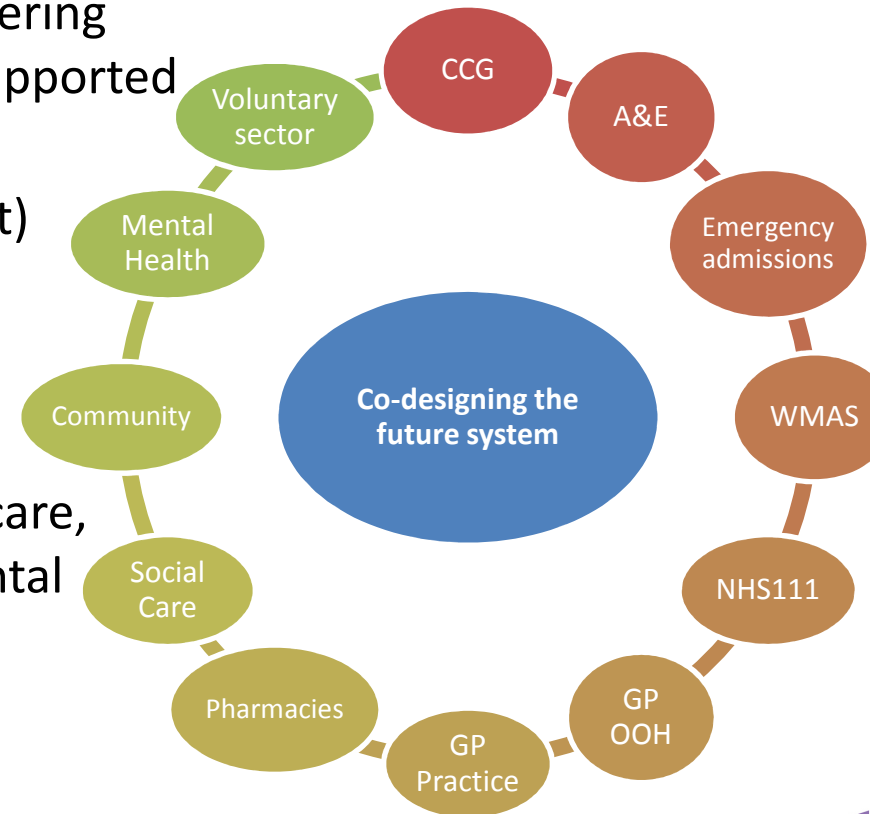 ering
pported
t)
care,
ntal
CCG
A&E
Emergency
admissions
WMAS
NHS111
GP
OOH
GP
Practice
Pharmacies
Social
Care
Community
Mental
Health
Voluntary
sector
Co-designing the
future system